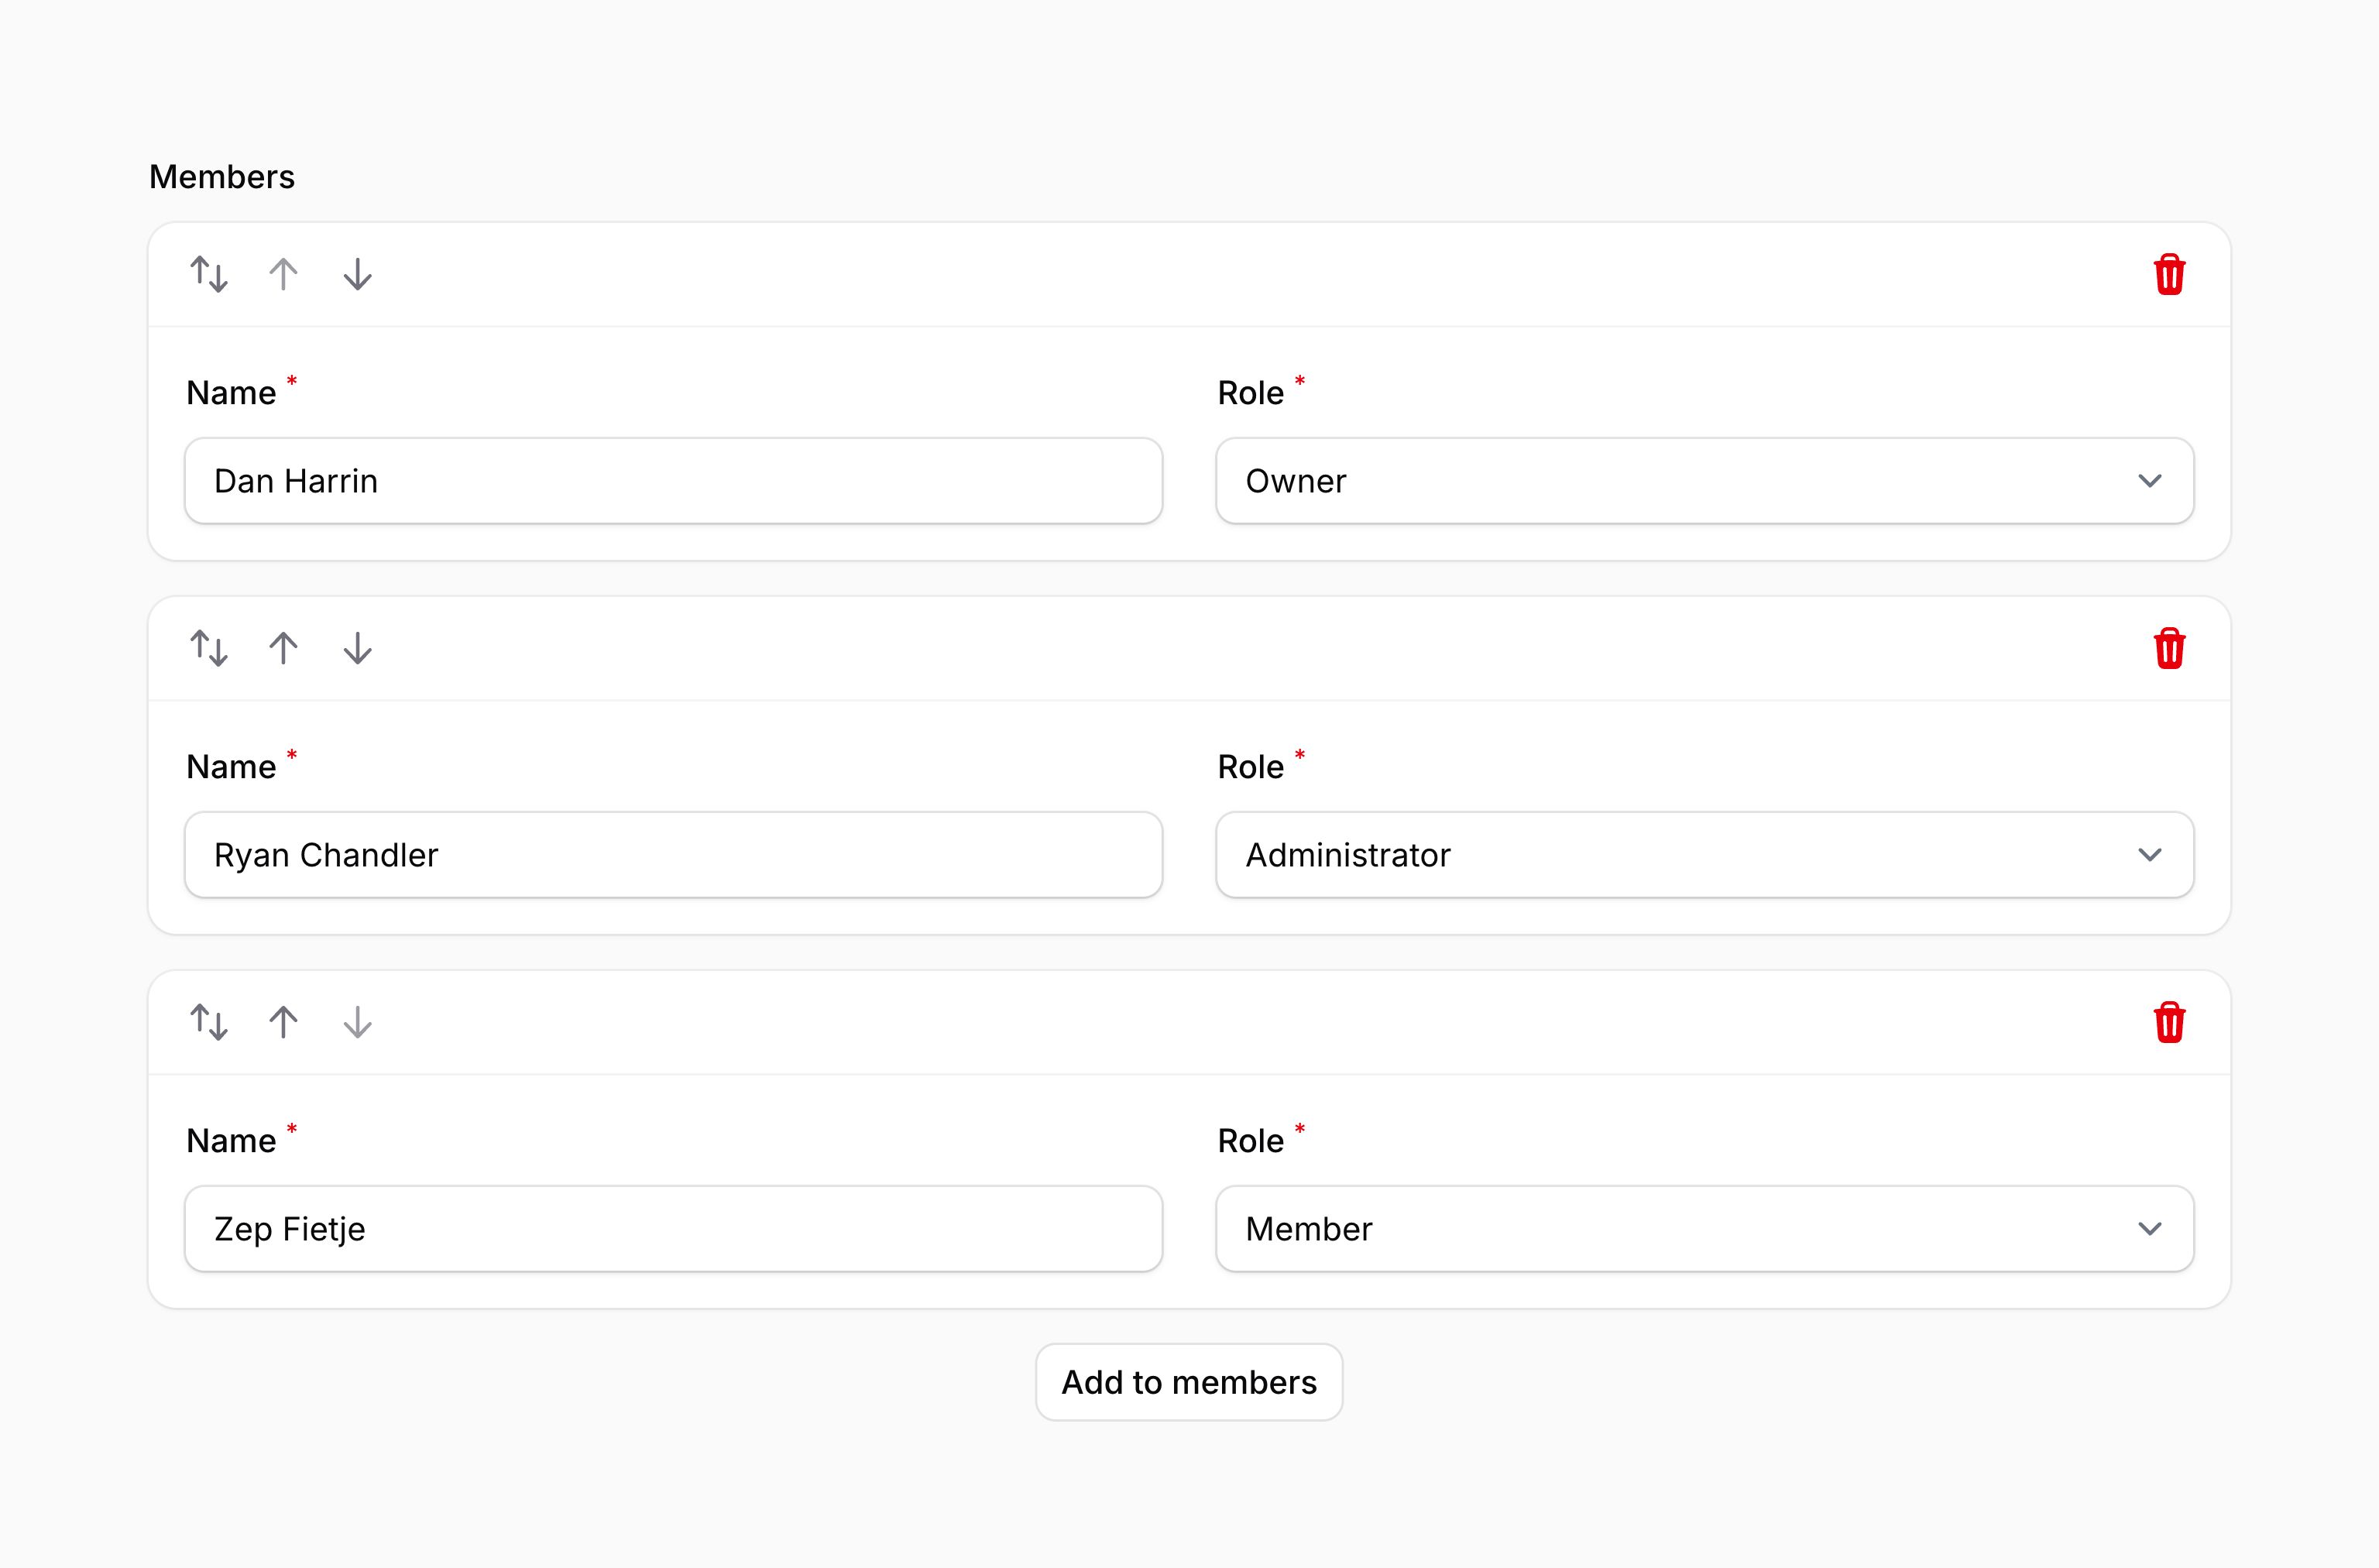 Members
Name * Role *
Dan Harrin Owner
Name * Role *
Ryan Chandler Administrator
Name * Role *
Zep Fietje Member
Add to members